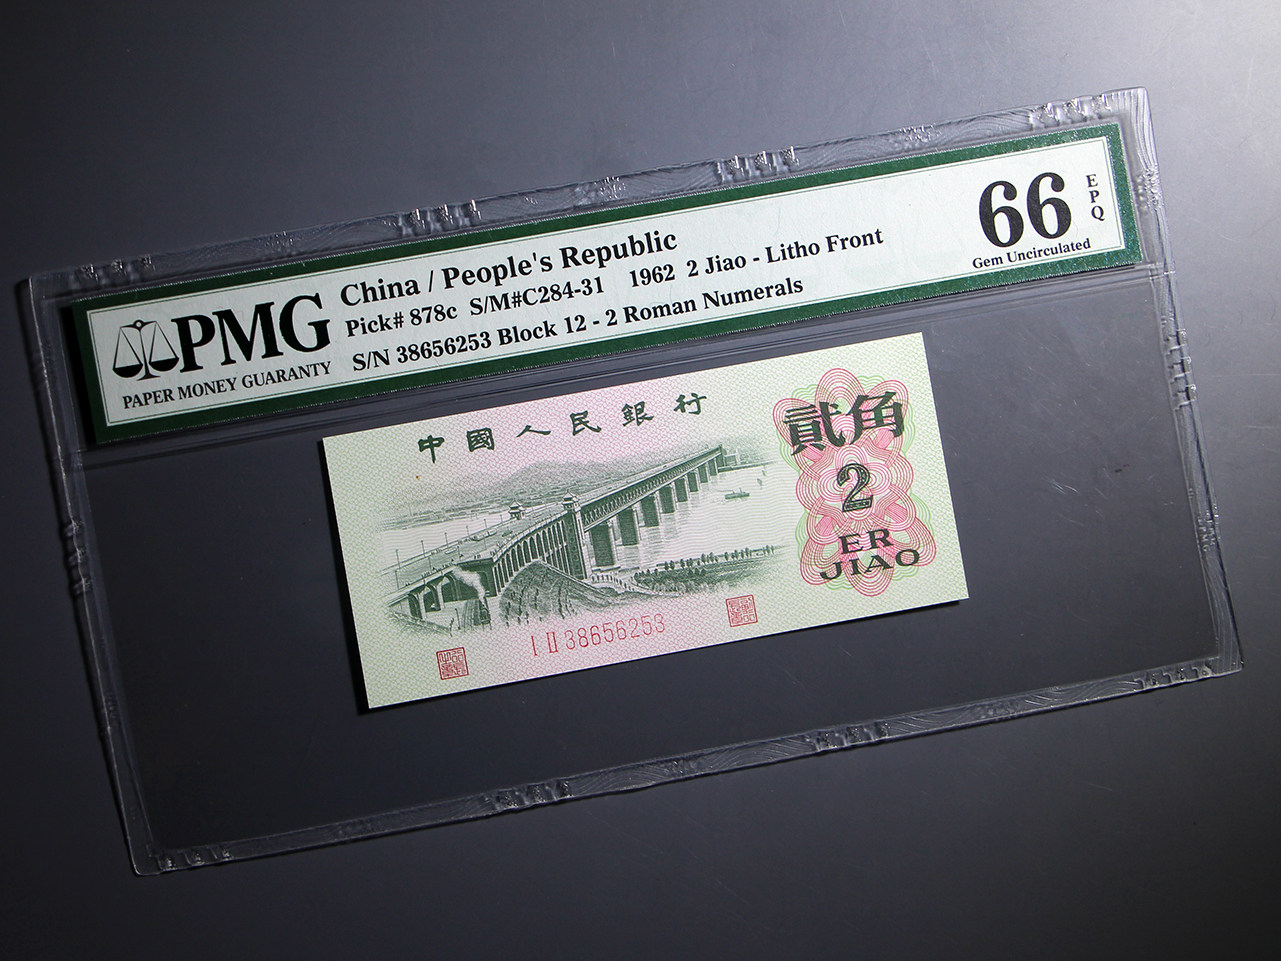 PMG
PAPER MONEY GUARANTY
China / People's Republic
Pick# 878c S/M#C284-31 1962 2 Jiao - Litho Front
S/N 38656253 Block 12 - 2 Roman Numerals
66
EPQ
Gem Uncirculated
中國人民銀行
貳角
2
ER
JIAO
I II 38656253